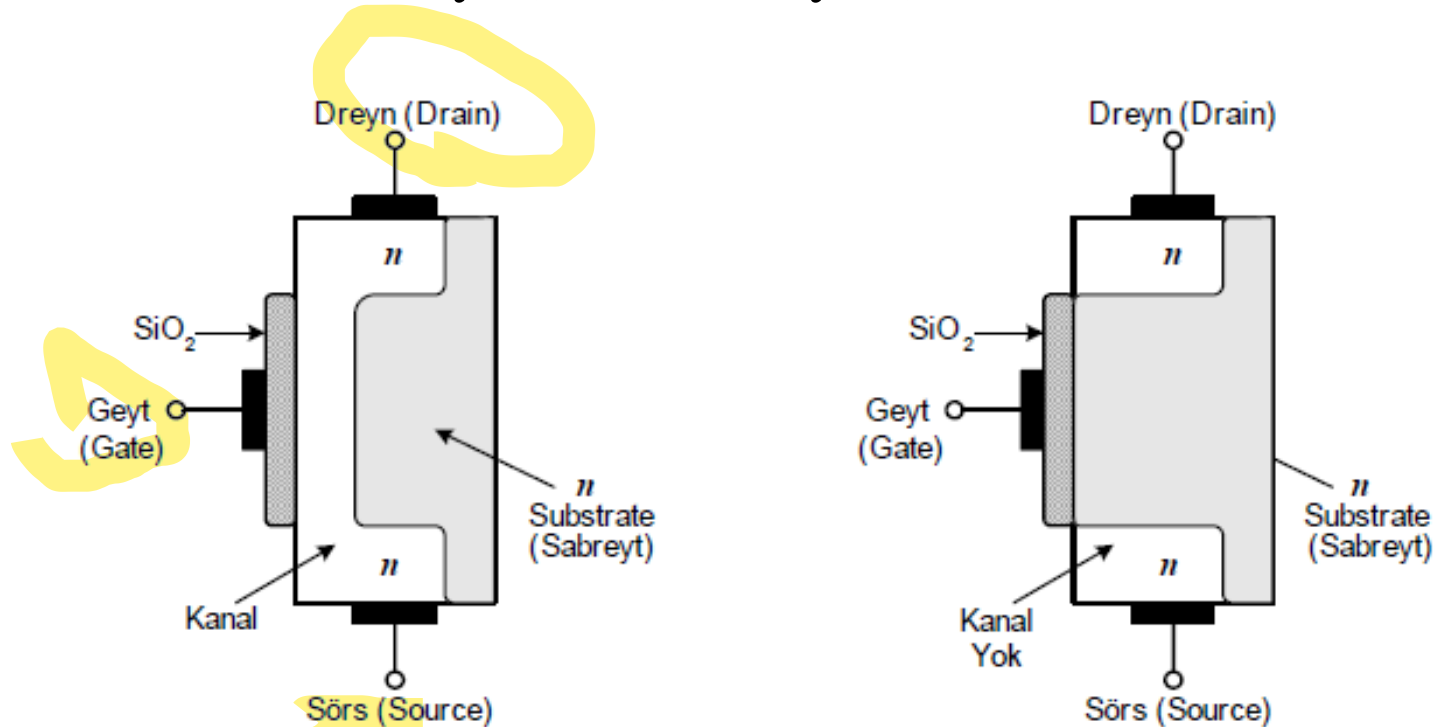 Dreyn (Drain)
n
SiO2
Geyt
(Gate)
n
Substrate
(Sabreyt)
n
Kanal
Sörs (Source)
Dreyn (Drain)
n
SiO2
Geyt
(Gate)
n
Substrate
(Sabreyt)
n
Kanal
Yok
Sörs (Source)